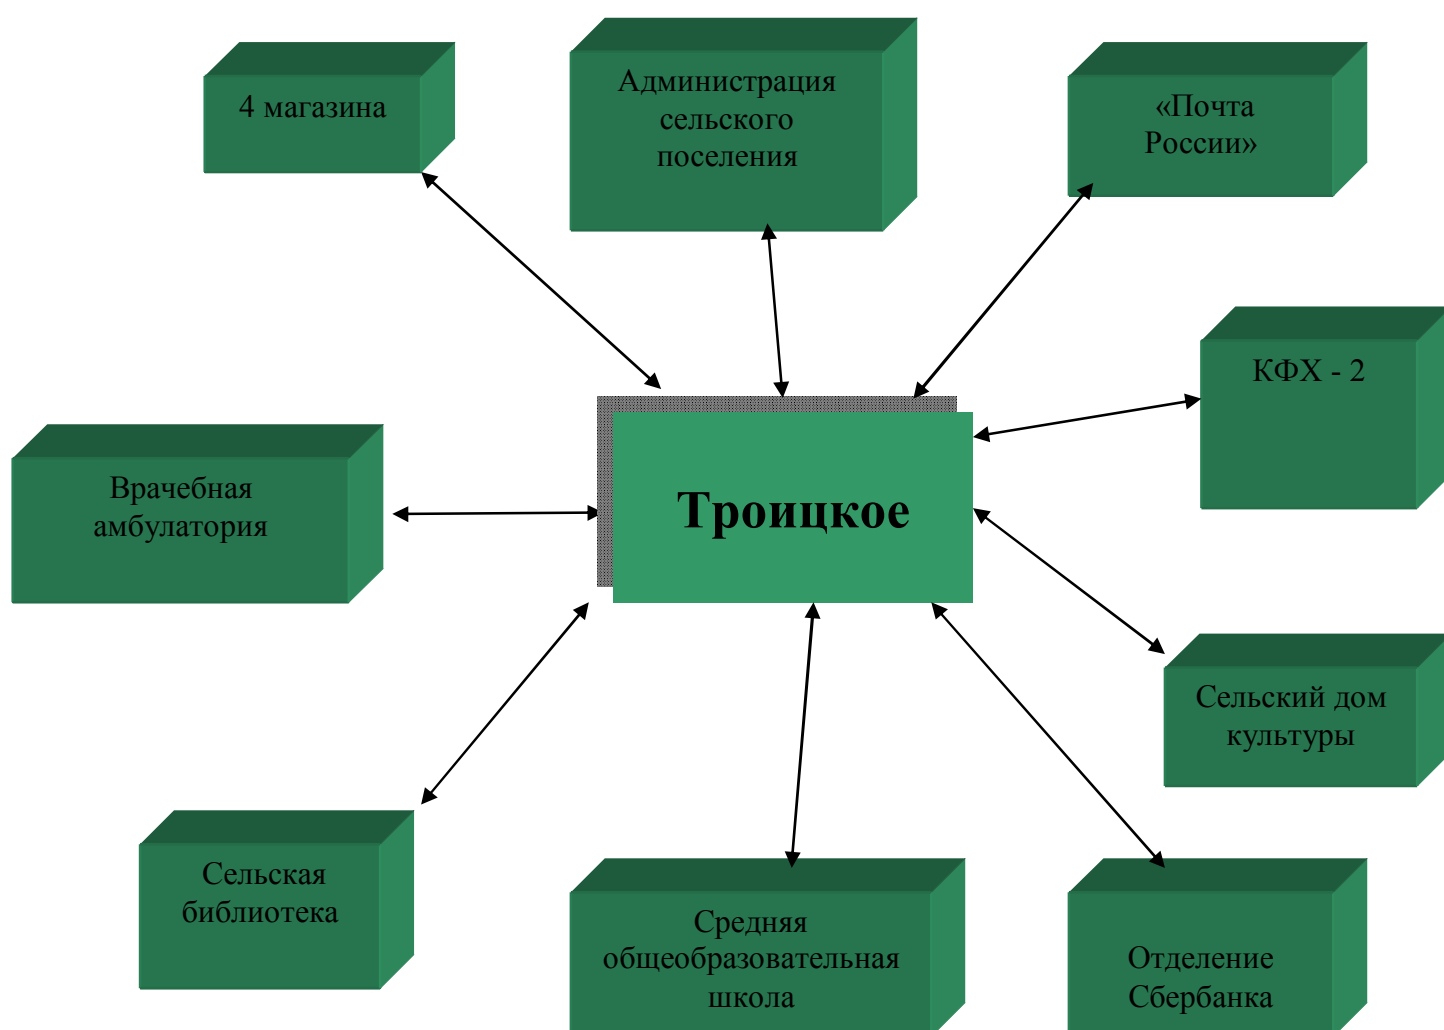 4 магазина
Администрация
сельского
поселения
«Почта
России»
КФХ - 2
Врачебная
амбулатория
Троицкое
Сельский дом
культуры
Сельская
библиотека
Средняя
общеобразовательная
школа
Отделение
Сбербанка